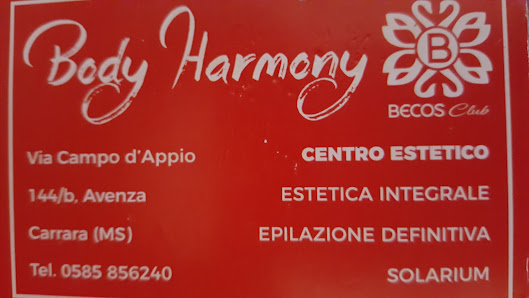 Body Harmony
B
BECOS Club
Via Campo d'Appio
144/b, Avenza
Carrara (MS)
Tel. 0585 856240
CENTRO ESTETICO
ESTETICA INTEGRALE
EPILAZIONE DEFINITIVA
SOLARIUM